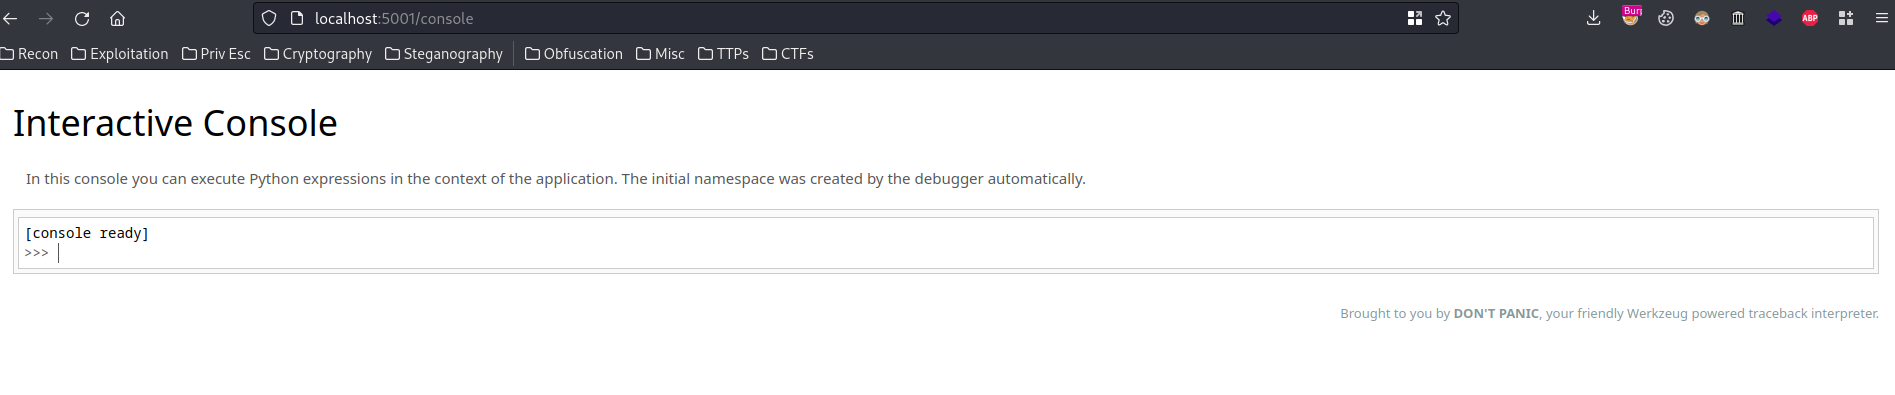 localhost:5001/console
Burp
ABP
Recon Exploitation Priv Esc Cryptography Steganography Obfuscation Misc TTPs CTFs
Interactive Console
In this console you can execute Python expressions in the context of the application. The initial namespace was created by the debugger automatically.
[console ready]
>>>
Brought to you by DON'T PANIC, your friendly Werkzeug powered traceback interpreter.